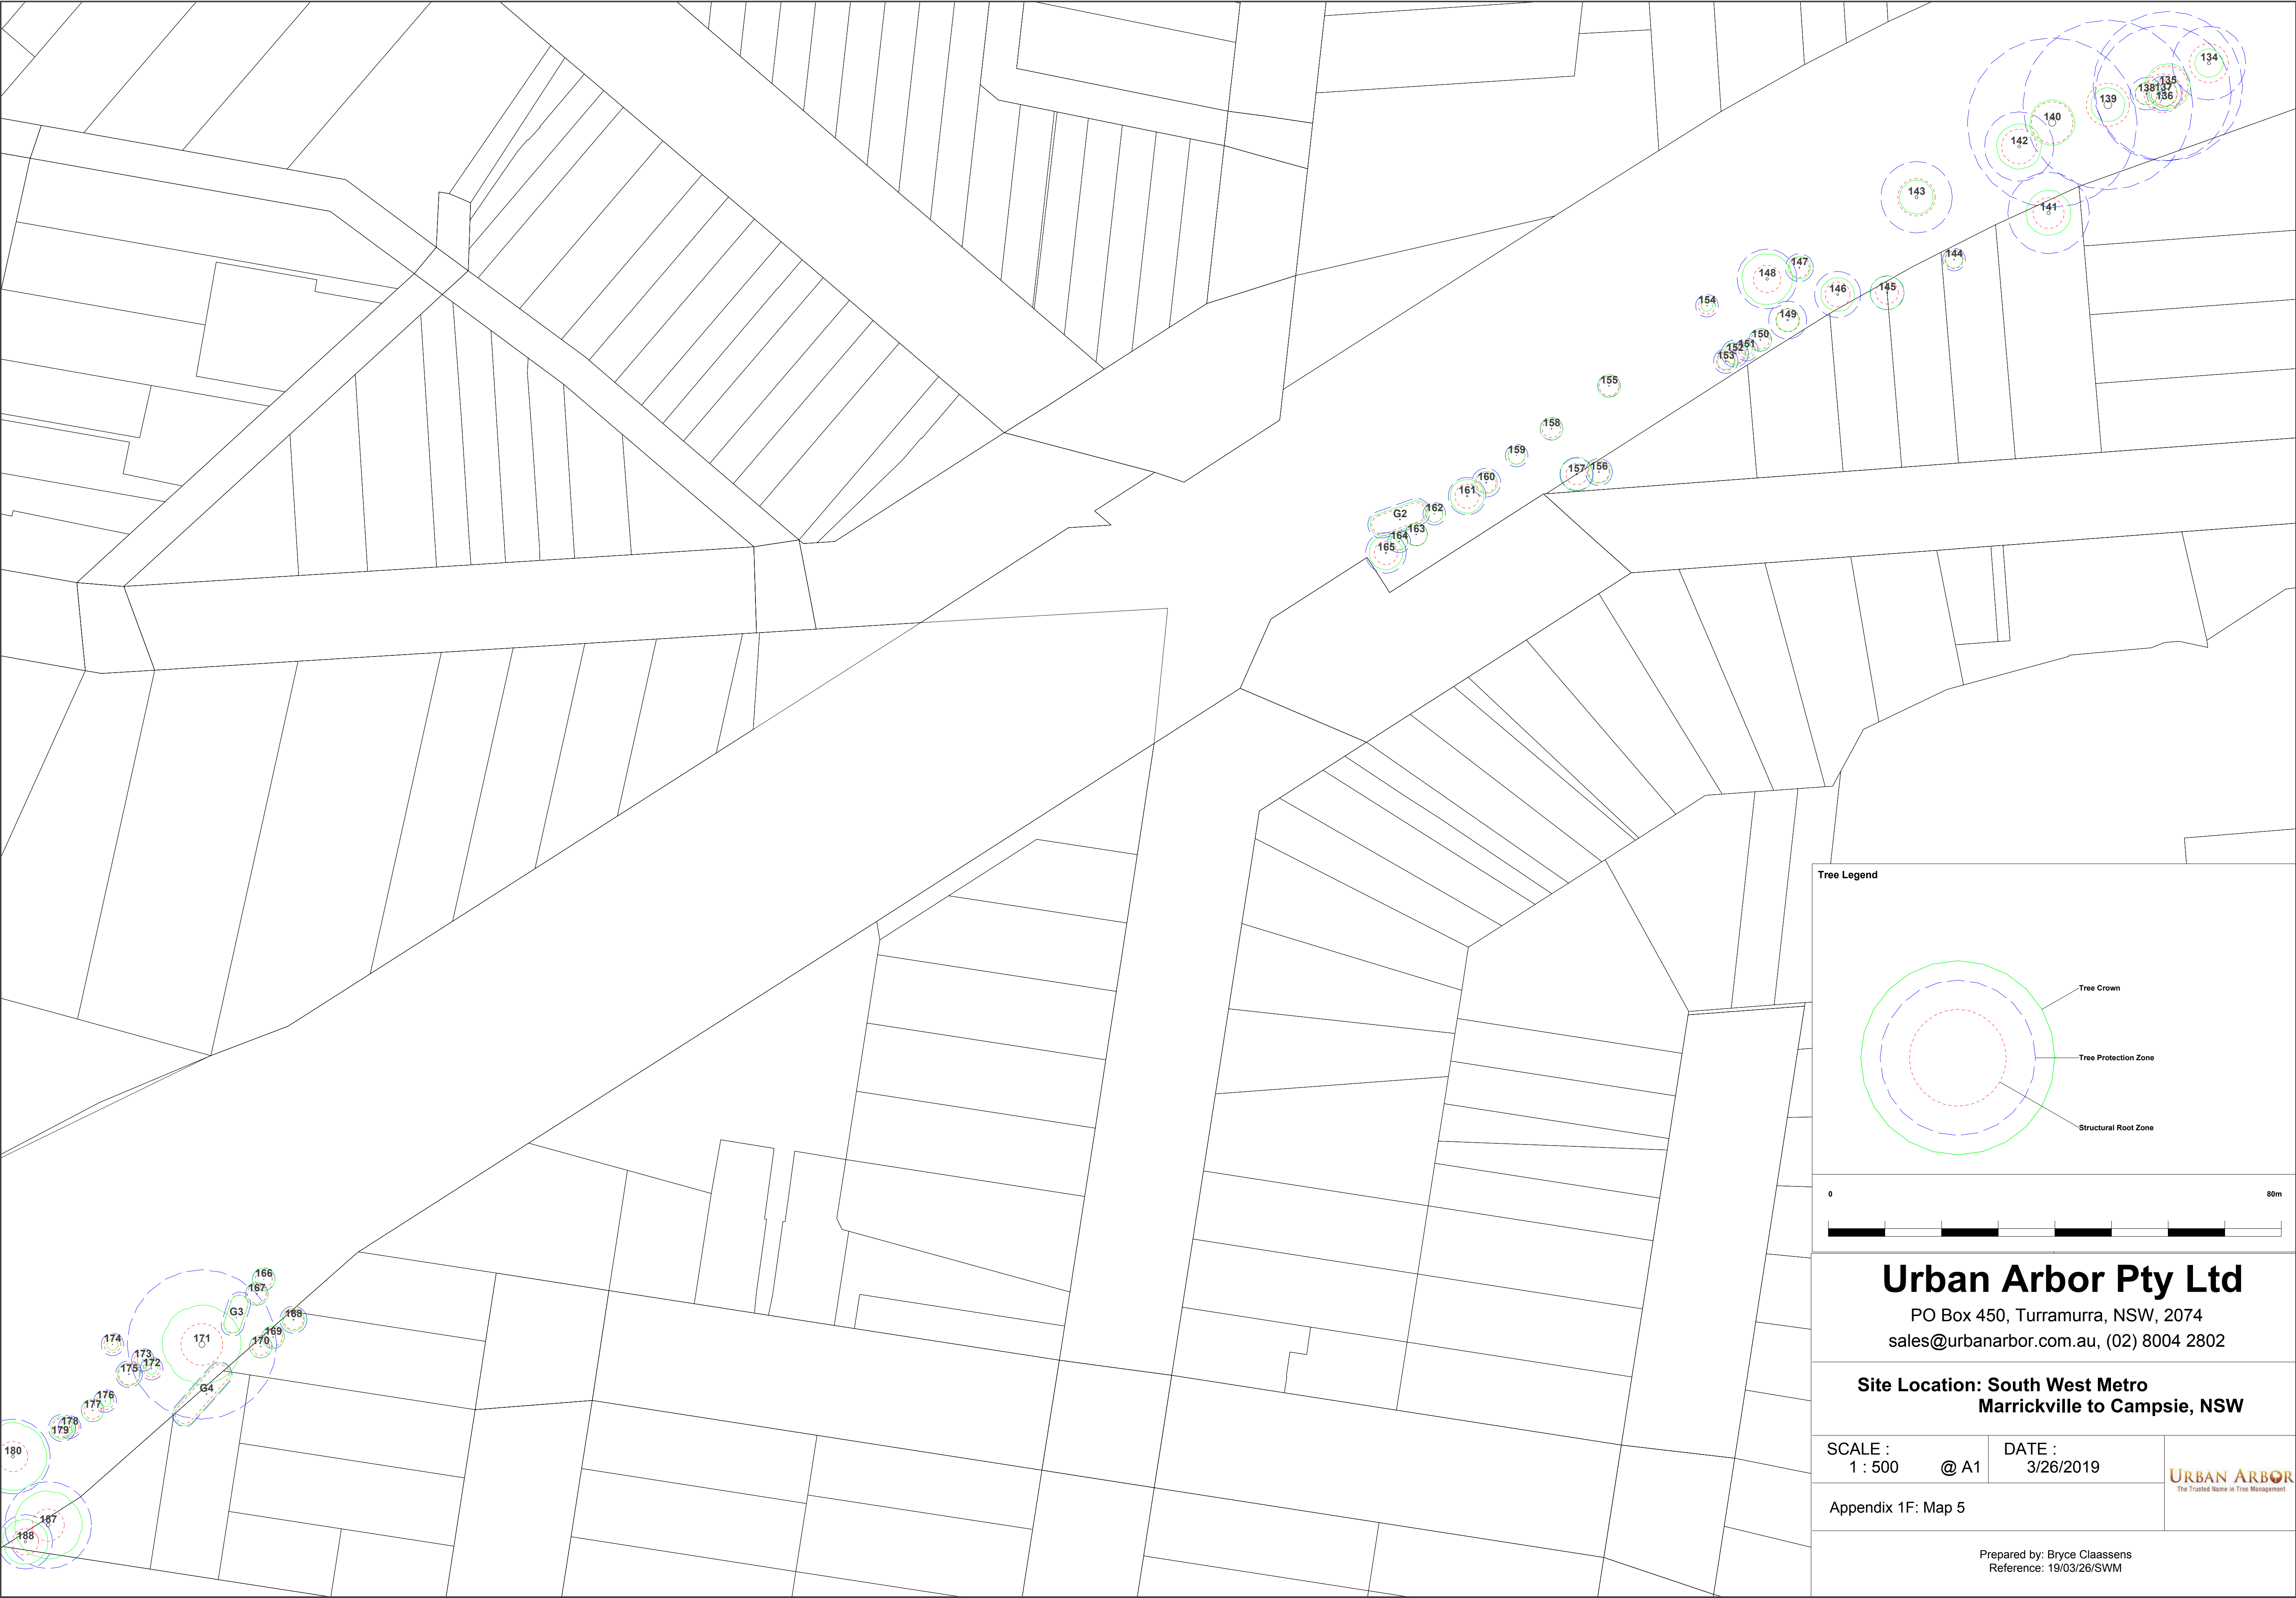 134
135
138 137
136
139
140
142
143
141
144
147
148
146
145
154
149
150
151
152
153
155
158
159
157
156
160
161
162
G2
163
164
165
Tree Legend
Tree Crown
Tree Protection Zone
Structural Root Zone
0 80m
166
167
G3
168
169
170
171
174
173
172
175
G4
176
177
178
179
180
187
188
Urban Arbor Pty Ltd
PO Box 450, Turramurra, NSW, 2074
sales@urbanarbor.com.au, (02) 8004 2802
Site Location: South West Metro
Marrickville to Campsie, NSW
SCALE : DATE :
1 : 500 @ A1 3/26/2019
URBAN ARBOR
The Trusted Name in Tree Management
Appendix 1F: Map 5
Prepared by: Bryce Claassens
Reference: 19/03/26/SWM